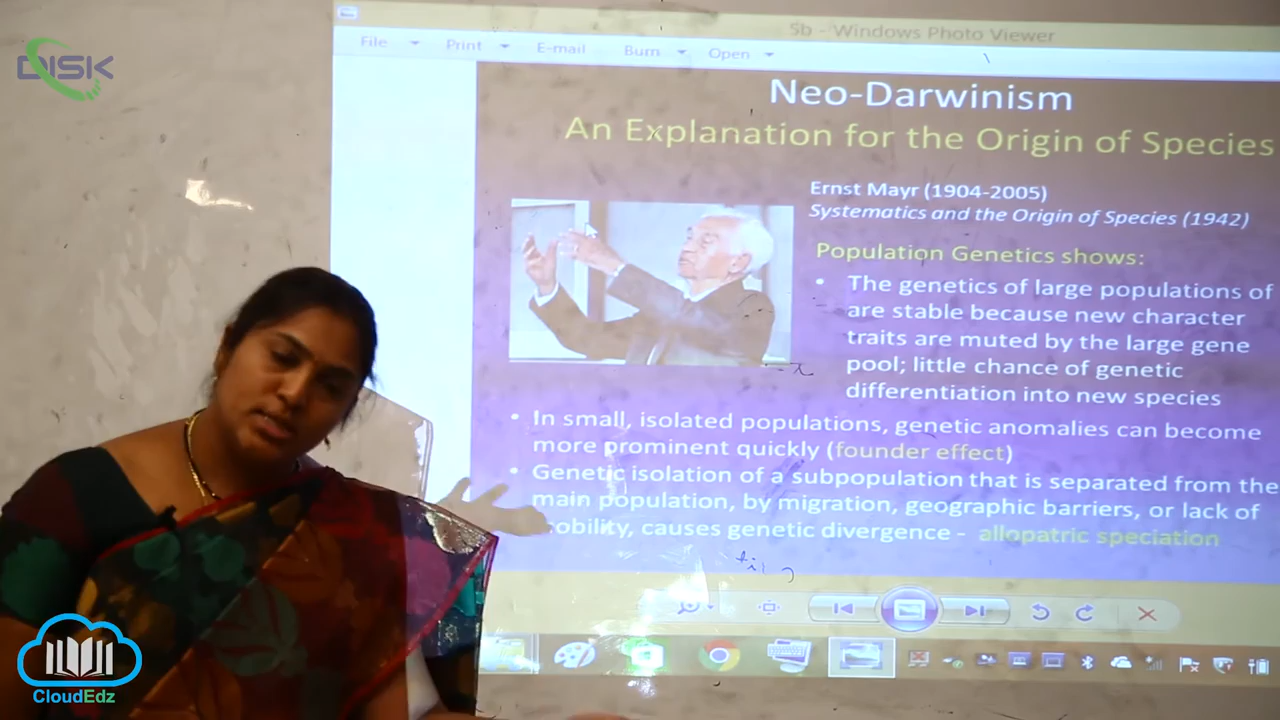 DISK
5b - Windows Photo Viewer
File Print E-mail Burn Open
Neo-Darwinism
An Explanation for the Origin of Species
Ernst Mayr (1904-2005)
Systematics and the Origin of Species (1942)
Population Genetics shows:
• The genetics of large populations of
are stable because new character
traits are muted by the large gene
pool; little chance of genetic
differentiation into new species
• In small, isolated populations, genetic anomalies can become
more prominent quickly (founder effect)
• Genetic isolation of a subpopulation that is separated from the
main population, by migration, geographic barriers, or lack of
obility, causes genetic divergence - allopatric speciation
CloudEdz